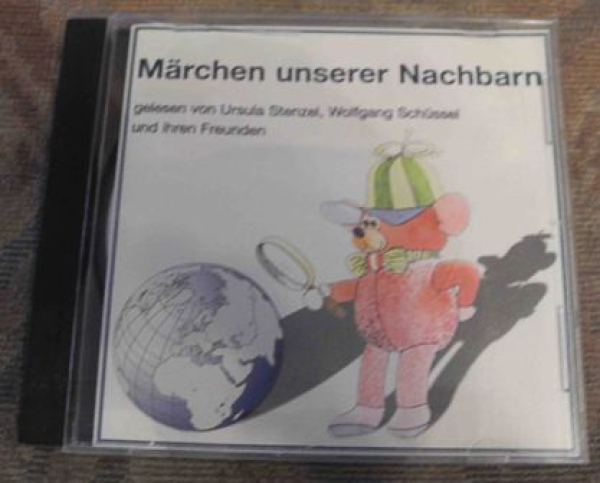 Märchen unserer Nachbarn
gelesen von Ursula Stenzel, Wolfgang Schüssel
und ihren Freunden